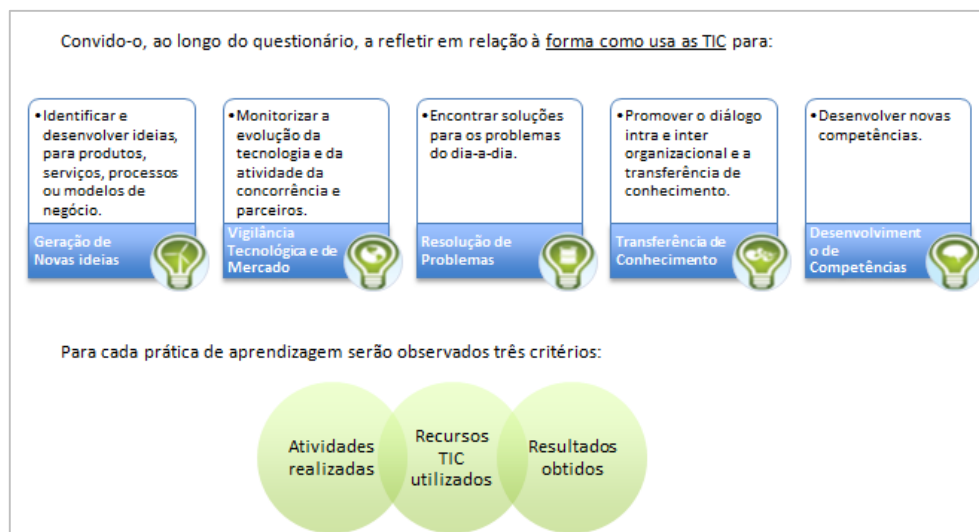 Convido-o, ao longo do questionário, a refletir em relação à forma como usa as TIC para:
•Identificar e
desenvolver ideias,
para produtos,
serviços, processos
ou modelos de
negócio.
Geração de
Novas ideias
•Monitorizar a
evolução da
tecnologia e da
atividade da
concorrência e
parceiros.
Vigilância
Tecnológica e de
Mercado
•Encontrar soluções
para os problemas
do dia-a-dia.
Resolução de
Problemas
•Promover o diálogo
intra e inter
organizacional e a
transferência de
conhecimento.
Transferência de
Conhecimento
•Desenvolver novas
competências.
Desenvolviment
o de
Competências
Para cada prática de aprendizagem serão observados três critérios:
Atividades
realizadas
Recursos
TIC
utilizados
Resultados
obtidos